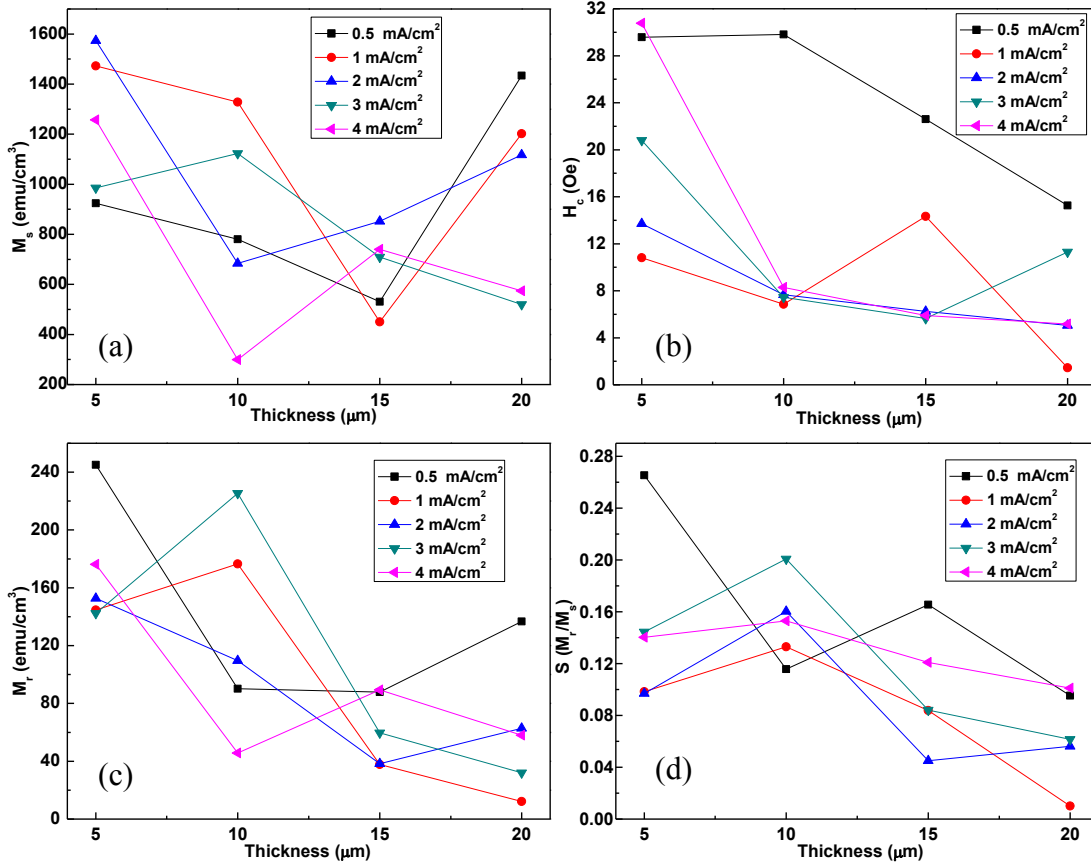 1600
1400
1200
1000
800
600
400
200
M_s (emu/cm³)
0.5 mA/cm²
1 mA/cm²
2 mA/cm²
3 mA/cm²
4 mA/cm²
(a)
5 10 15 20
Thickness (μm)
32
28
24
20
16
12
8
4
0
H_c (Oe)
0.5 mA/cm²
1 mA/cm²
2 mA/cm²
3 mA/cm²
4 mA/cm²
(b)
5 10 15 20
Thickness (μm)
240
200
160
120
80
40
0
M_r (emu/cm³)
0.5 mA/cm²
1 mA/cm²
2 mA/cm²
3 mA/cm²
4 mA/cm²
(c)
5 10 15 20
Thickness (μm)
0.28
0.24
0.20
0.16
0.12
0.08
0.04
0.00
S (M_r/M_s)
0.5 mA/cm²
1 mA/cm²
2 mA/cm²
3 mA/cm²
4 mA/cm²
(d)
5 10 15 20
Thickness (μm)